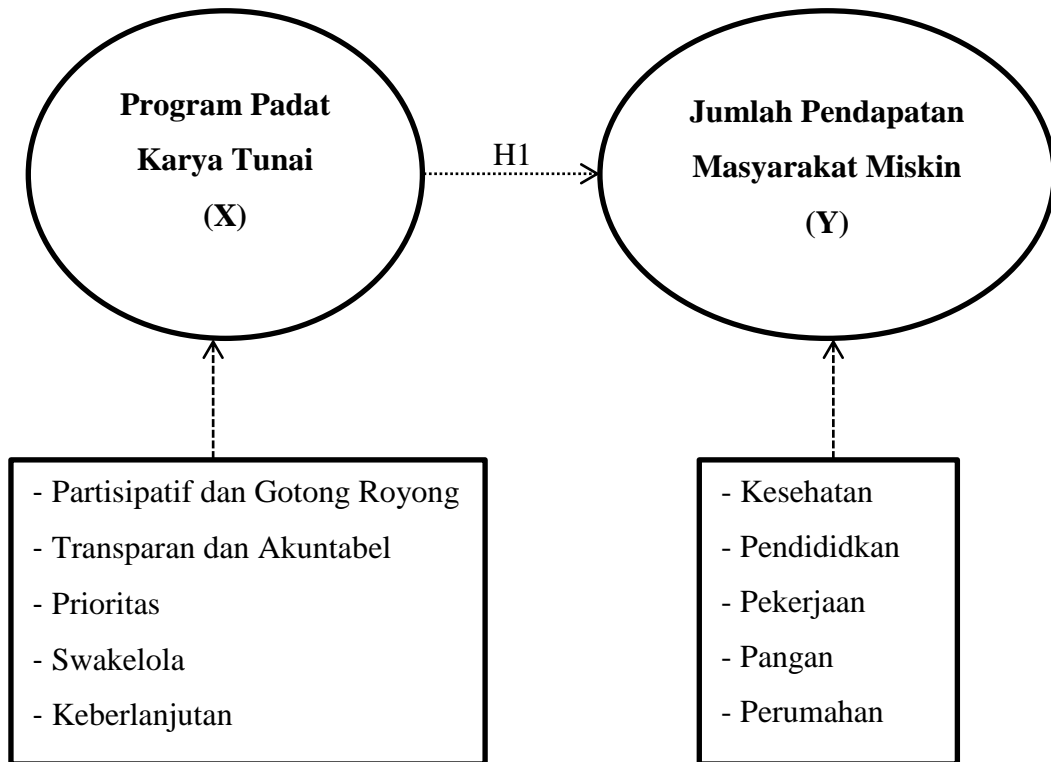 Program Padat
Karya Tunai
(X)
H1
Jumlah Pendapatan
Masyarakat Miskin
(Y)
- Partisipatif dan Gotong Royong
- Transparan dan Akuntabel
- Prioritas
- Swakelola
- Keberlanjutan
- Kesehatan
- Pendididkan
- Pekerjaan
- Pangan
- Perumahan